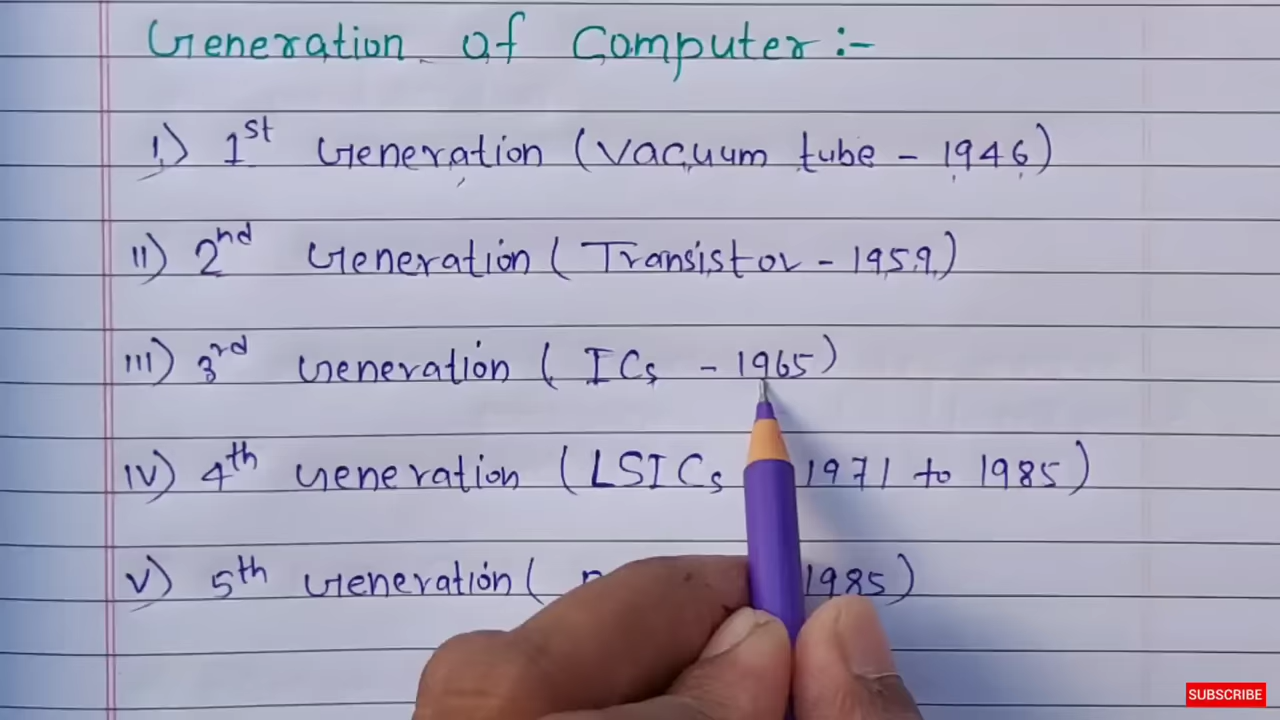 Generation of Computer :-
I) 1st Generation (Vacuum tube - 1946)
II) 2nd Generation (Transistor - 1959)
III) 3rd Generation (ICs - 1965)
IV) 4th Generation (LSICs 1971 to 1985)
V) 5th Generation ( 1985)
SUBSCRIBE